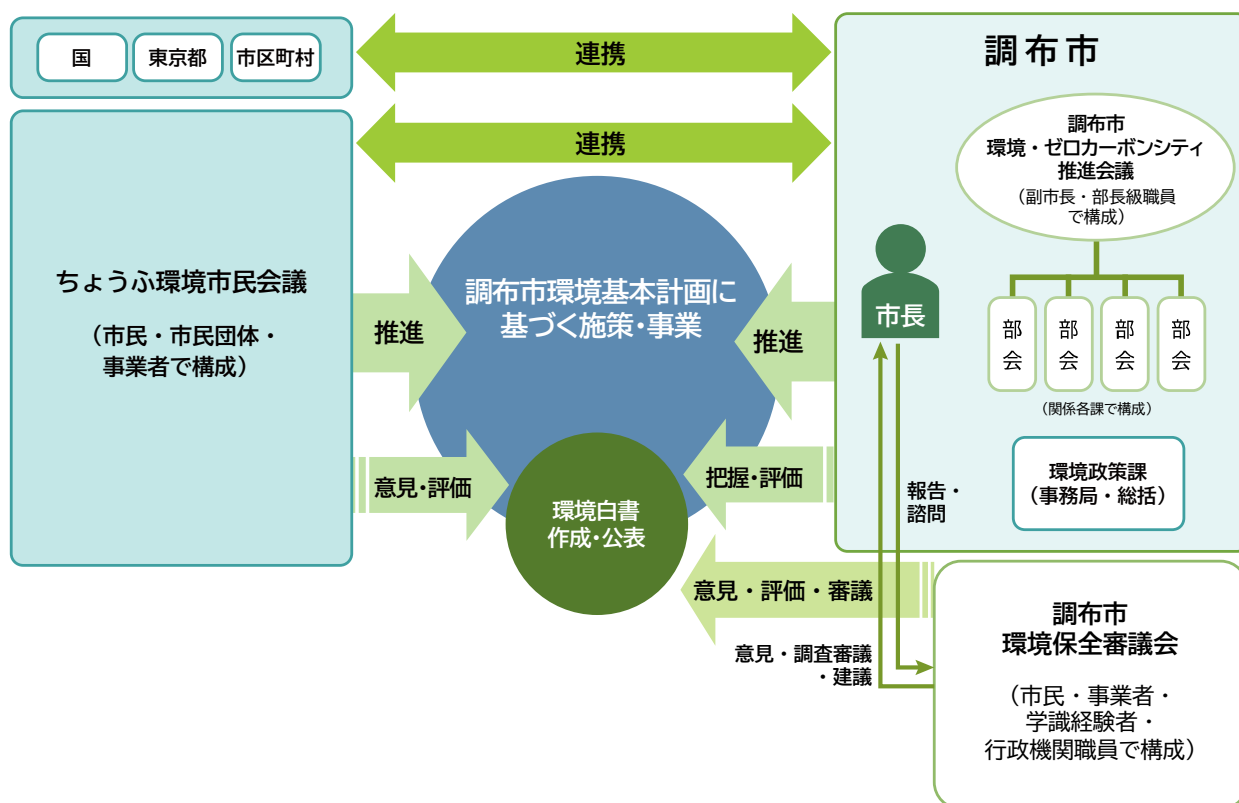 国
東京都
市区町村
連携
調布市
連携
調布市
環境・ゼロカーボンシティ
推進会議
（副市長・部長級職員
で構成）
ちょうふ環境市民会議
（市民・市民団体・
事業者で構成）
推進
調布市環境基本計画に
基づく施策・事業
推進
市長
部会
部会
部会
部会
（関係各課で構成）
意見・評価
環境白書
作成・公表
把握・評価
報告・
諮問
環境政策課
（事務局・総括）
意見・評価・審議
意見・調査審議
・建議
調布市
環境保全審議会
（市民・事業者・
学識経験者・
行政機関職員で構成）